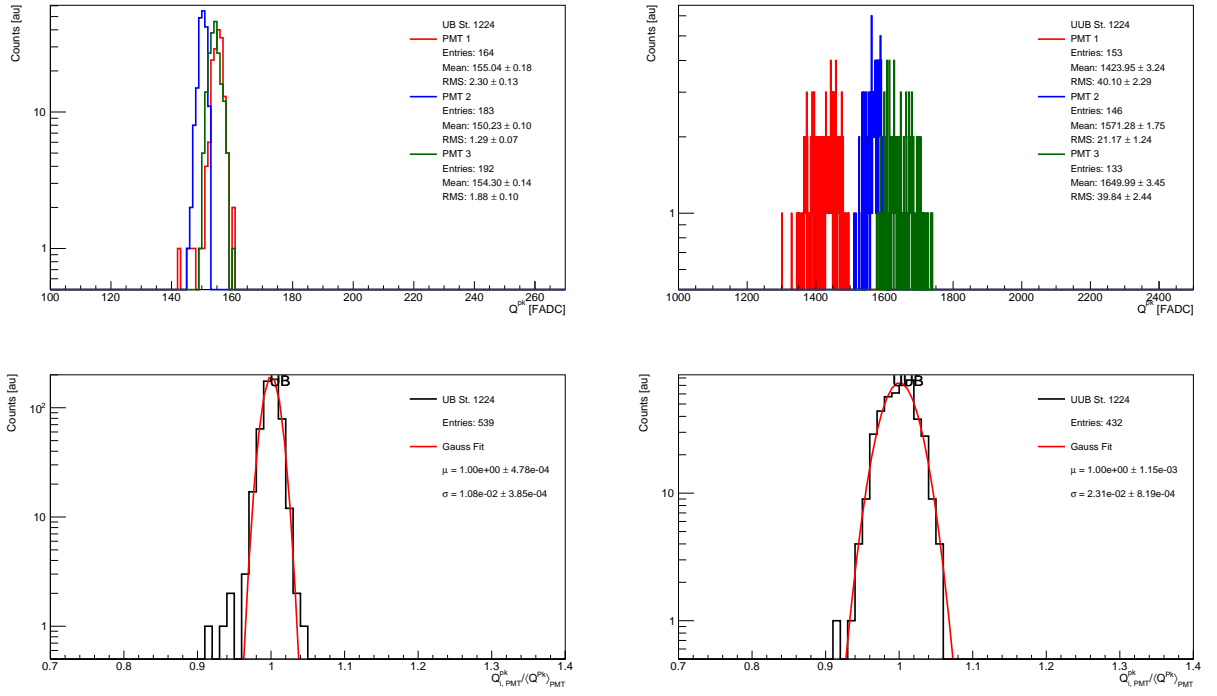 Counts [au]
10
1
100 120 140 160 180 200 220 240 260
Q^pk [FADC]
UB St. 1224
PMT 1
Entries: 164
Mean: 155.04 ± 0.18
RMS: 2.30 ± 0.13
PMT 2
Entries: 183
Mean: 150.23 ± 0.10
RMS: 1.29 ± 0.07
PMT 3
Entries: 192
Mean: 154.30 ± 0.14
RMS: 1.88 ± 0.10
Counts [au]
1
1000 1200 1400 1600 1800 2000 2200 2400
Q^pk [FADC]
UUB St. 1224
PMT 1
Entries: 153
Mean: 1423.95 ± 3.24
RMS: 40.10 ± 2.29
PMT 2
Entries: 146
Mean: 1571.28 ± 1.75
RMS: 21.17 ± 1.24
PMT 3
Entries: 133
Mean: 1649.99 ± 3.45
RMS: 39.84 ± 2.44
Counts [au]
UB
10^2
10
1
0.7 0.8 0.9 1 1.1 1.2 1.3 1.4
Q^pk_i, PMT/⟨Q^Pk⟩_PMT
UB St. 1224
Entries: 539
Gauss Fit
μ = 1.00e+00 ± 4.78e-04
σ = 1.08e-02 ± 3.85e-04
Counts [au]
UUB
10
1
0.7 0.8 0.9 1 1.1 1.2 1.3 1.4
Q^pk_i, PMT/⟨Q^Pk⟩_PMT
UUB St. 1224
Entries: 432
Gauss Fit
μ = 1.00e+00 ± 1.15e-03
σ = 2.31e-02 ± 8.19e-04